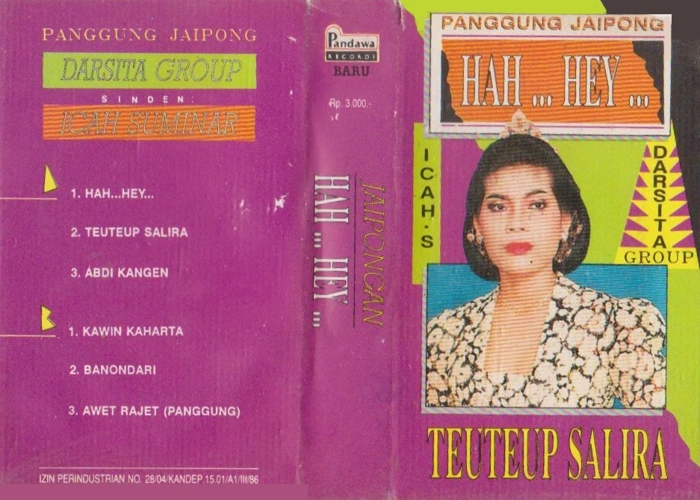 PANGGUNG JAIPONG
DARSITA GROUP
SINDEN:
ICAH SUMINAR
A
1. HAH...HEY...
2. TEUTEUP SALIRA
3. ABDI KANGEN
B
1. KAWIN KAHARTA
2. BANONDARI
3. AWET RAJET (PANGGUNG)
IZIN PERINDUSTRIAN NO. 28/04/KANDEP.15.01/A1/III/86
Pandawa
RECORDS
BARU
Rp. 3.000,-
JAIPONGAN
HAH ... HEY ...
PANGGUNG JAIPONG
HAH ... HEY ...
ICAH.S
DARSITA
GROUP
TEUTEUP SALIRA